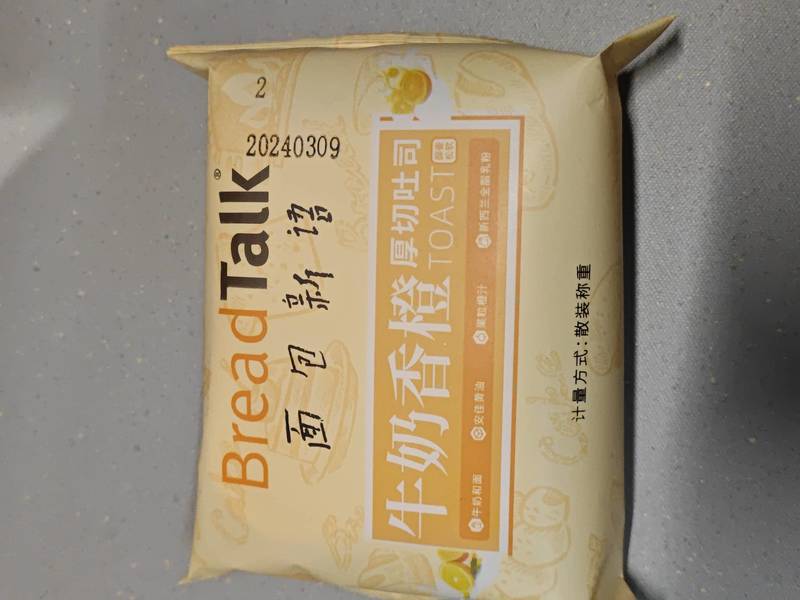 2
20240309
BreadTalk®
面包新语
牛奶香橙
厚切吐司
TOAST
牛奶和面
安佳黄油
果粒橙汁
新西兰全脂乳粉
计量方式:散装称重